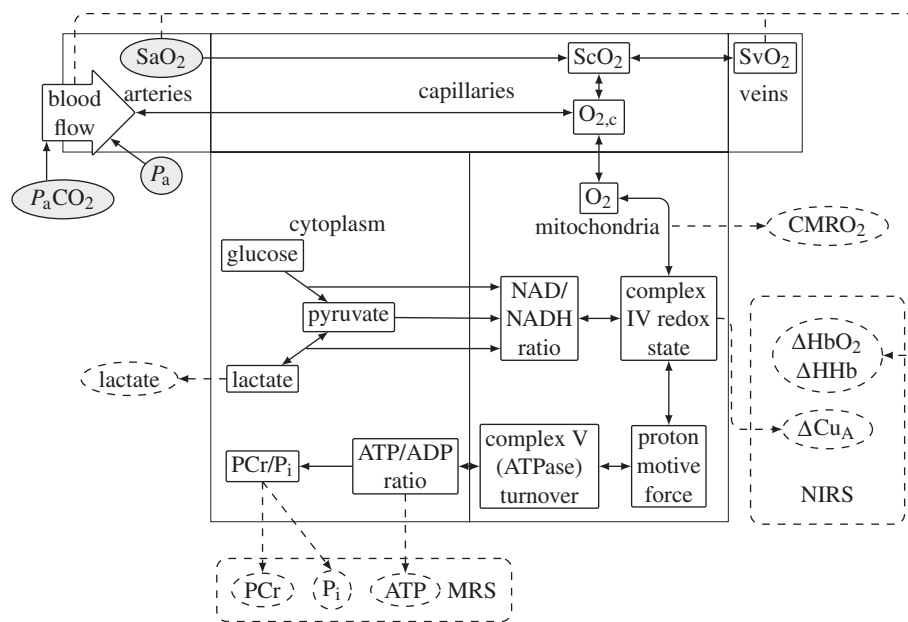 SaO₂
ScO₂
SvO₂
blood
flow
arteries
capillaries
veins
O₂,c
Pₐ
PₐCO₂
O₂
cytoplasm
mitochondria
CMRO₂
glucose
NAD/
NADH
ratio
complex
IV redox
state
pyruvate
ΔHbO₂
ΔHHb
lactate
lactate
ΔCu_A
PCr/Pᵢ
ATP/ADP
ratio
complex V
(ATPase)
turnover
proton
motive
force
NIRS
PCr
Pᵢ
ATP
MRS